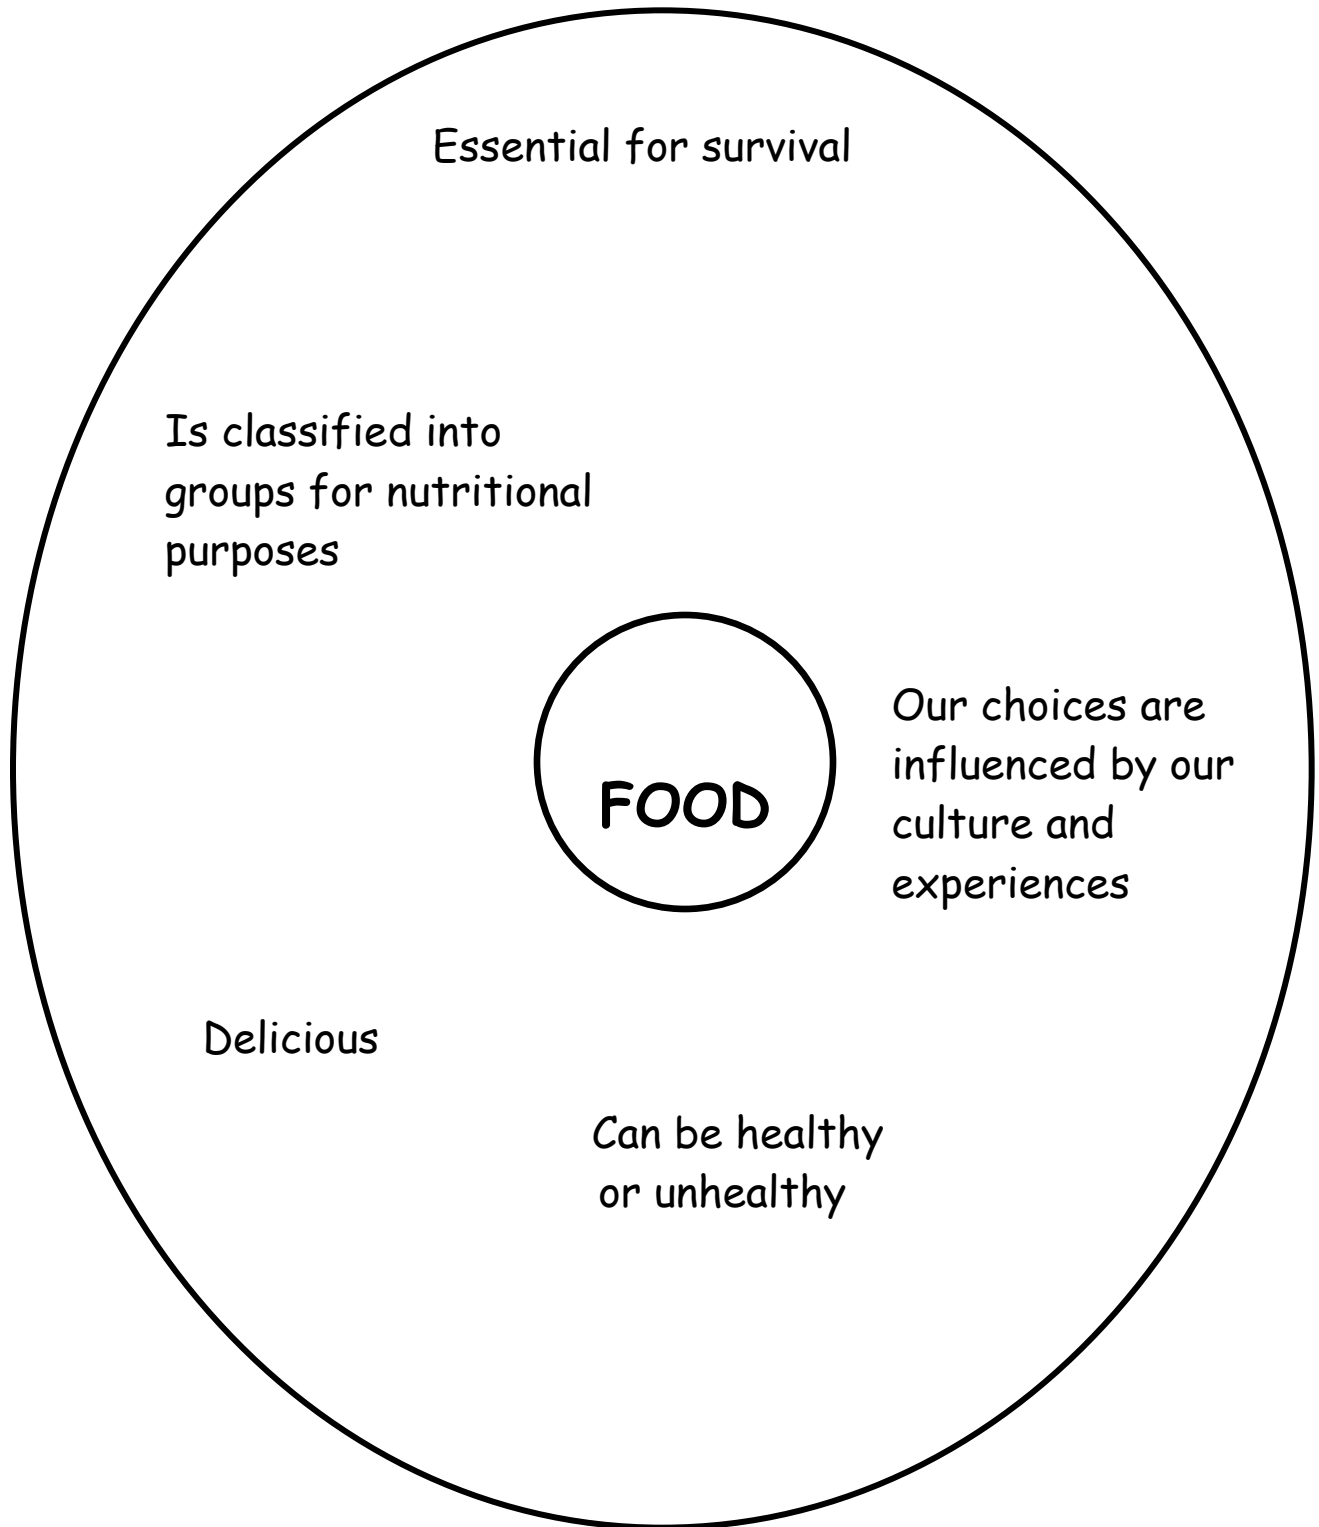 Essential for survival
Is classified into
groups for nutritional
purposes
Our choices are
influenced by our
culture and
experiences
FOOD
Delicious
Can be healthy
or unhealthy